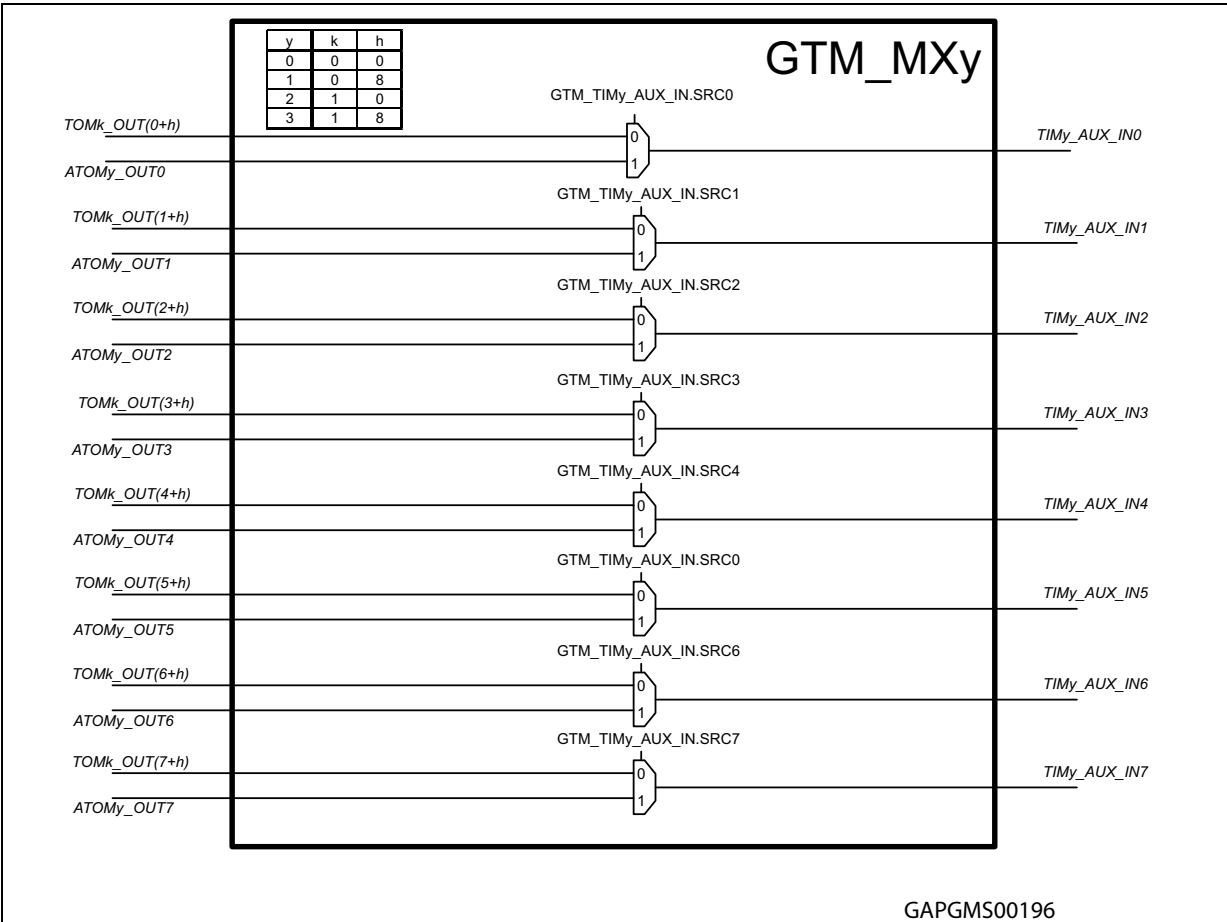 y k h
0 0 0
1 0 8
2 1 0
3 1 8
GTM_MXy
GTM_TIMy_AUX_IN.SRC0
TOMk_OUT(0+h)
0
TIMy_AUX_IN0
1
ATOMy_OUT0
GTM_TIMy_AUX_IN.SRC1
TOMk_OUT(1+h)
0
TIMy_AUX_IN1
1
ATOMy_OUT1
GTM_TIMy_AUX_IN.SRC2
TOMk_OUT(2+h)
0
TIMy_AUX_IN2
1
ATOMy_OUT2
GTM_TIMy_AUX_IN.SRC3
TOMk_OUT(3+h)
0
TIMy_AUX_IN3
1
ATOMy_OUT3
GTM_TIMy_AUX_IN.SRC4
TOMk_OUT(4+h)
0
TIMy_AUX_IN4
1
ATOMy_OUT4
GTM_TIMy_AUX_IN.SRC0
TOMk_OUT(5+h)
0
TIMy_AUX_IN5
1
ATOMy_OUT5
GTM_TIMy_AUX_IN.SRC6
TOMk_OUT(6+h)
0
TIMy_AUX_IN6
1
ATOMy_OUT6
GTM_TIMy_AUX_IN.SRC7
TOMk_OUT(7+h)
0
TIMy_AUX_IN7
1
ATOMy_OUT7
GAPGMS00196